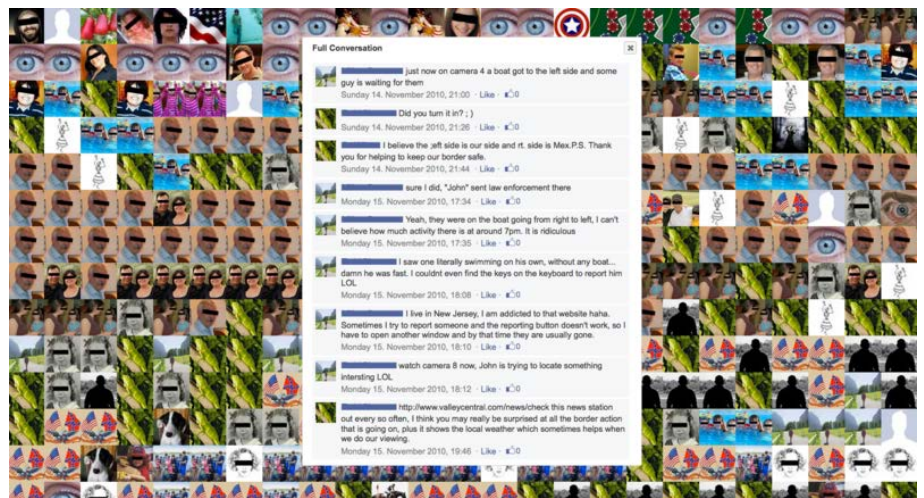 Full Conversation
just now on camera 4 a boat got to the left side and some
guy is waiting for them
Sunday 14. November 2010, 21:00 · Like · 0
Did you turn it in? ; )
Sunday 14. November 2010, 21:26 · Like · 0
I believe the ;eft side is our side and rt. side is Mex.P.S. Thank
you for helping to keep our border safe.
Sunday 14. November 2010, 21:44 · Like · 0
sure I did, "John" sent law enforcement there
Monday 15. November 2010, 17:34 · Like · 0
Yeah, they were on the boat going from right to left, I can't
believe how much activity there is at around 7pm. It is ridiculous
Monday 15. November 2010, 17:35 · Like · 0
I saw one literally swimming on his own, without any boat...
damn he was fast. I couldnt even find the keys on the keyboard to report him
LOL
Monday 15. November 2010, 18:08 · Like · 0
I live in New Jersey, I am addicted to that website haha.
Sometimes I try to report someone and the reporting button doesn't work, so I
have to open another window and by that time they are usually gone.
Monday 15. November 2010, 18:10 · Like · 0
watch camera 8 now, John is trying to locate something
intersting LOL
Monday 15. November 2010, 18:12 · Like · 0
http://www.valleycentral.com/news/check this news station
out every so often, I think you may really be surprised at all the border action
that is going on, plus it shows the local weather which sometimes helps when
we do our viewing.
Monday 15. November 2010, 19:46 · Like · 0